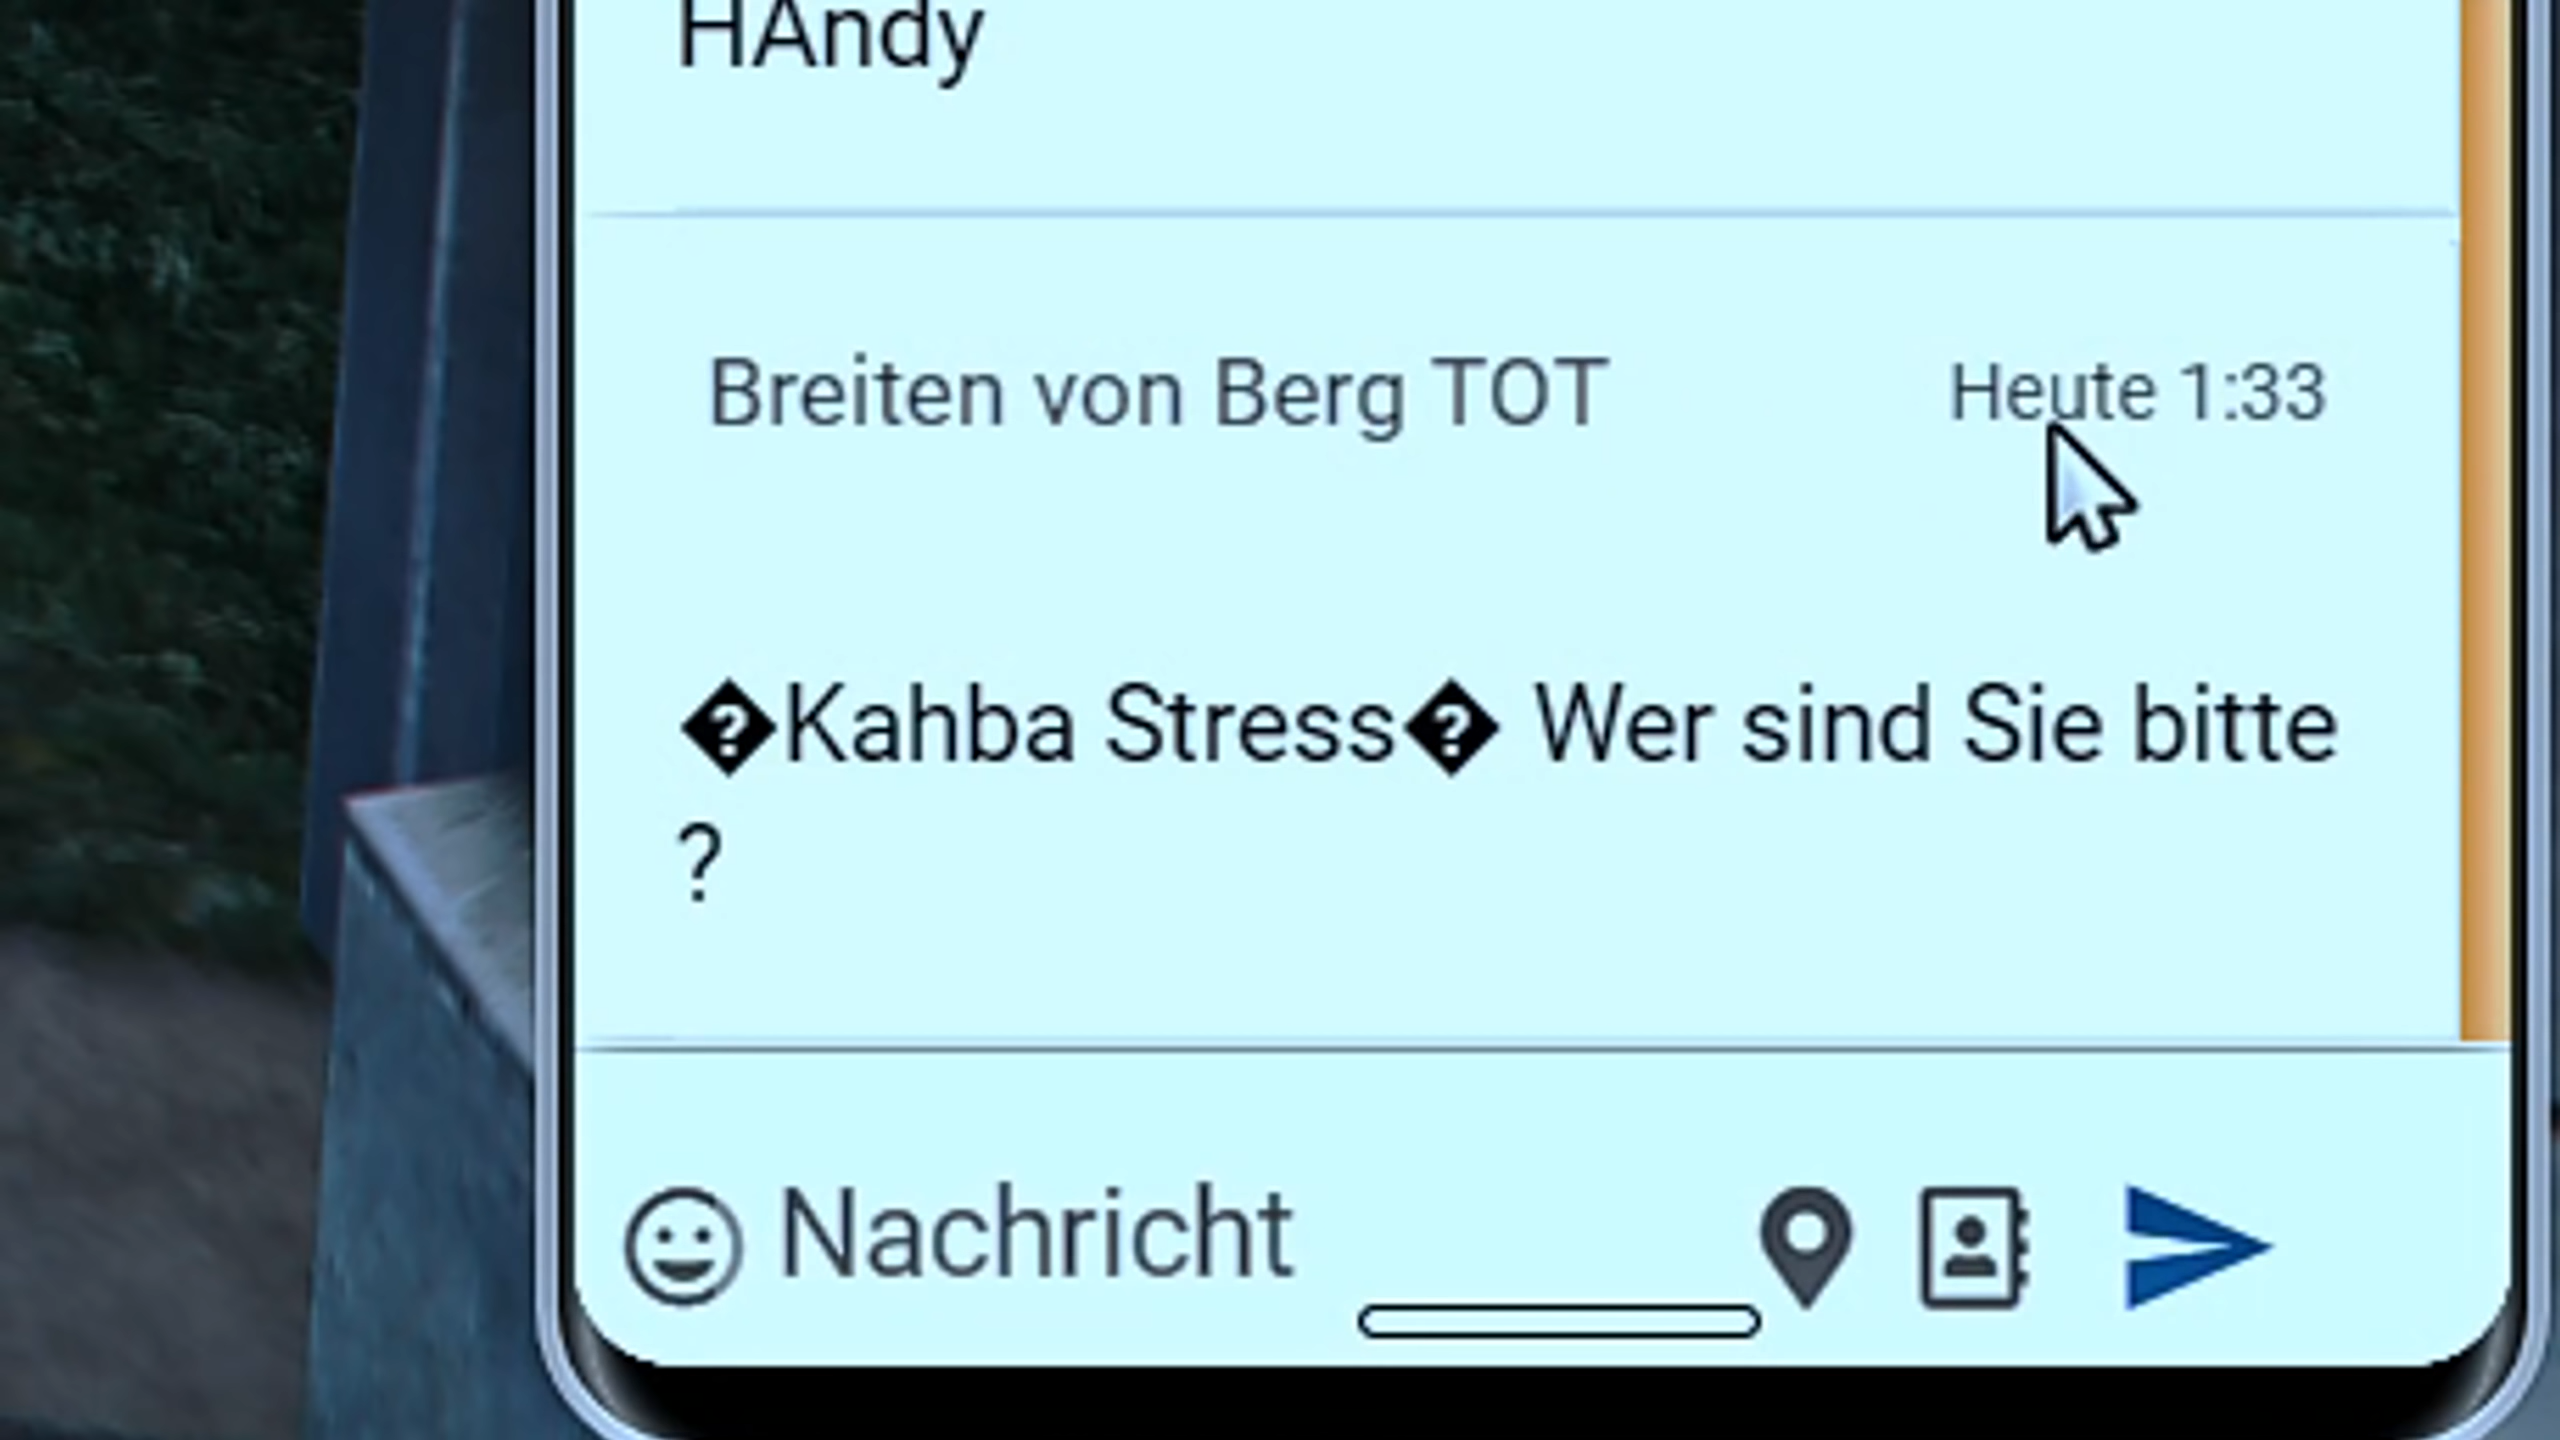 HAndy
Breiten von Berg TOT
Heute 1:33
�Kahba Stress� Wer sind Sie bitte
?
Nachricht